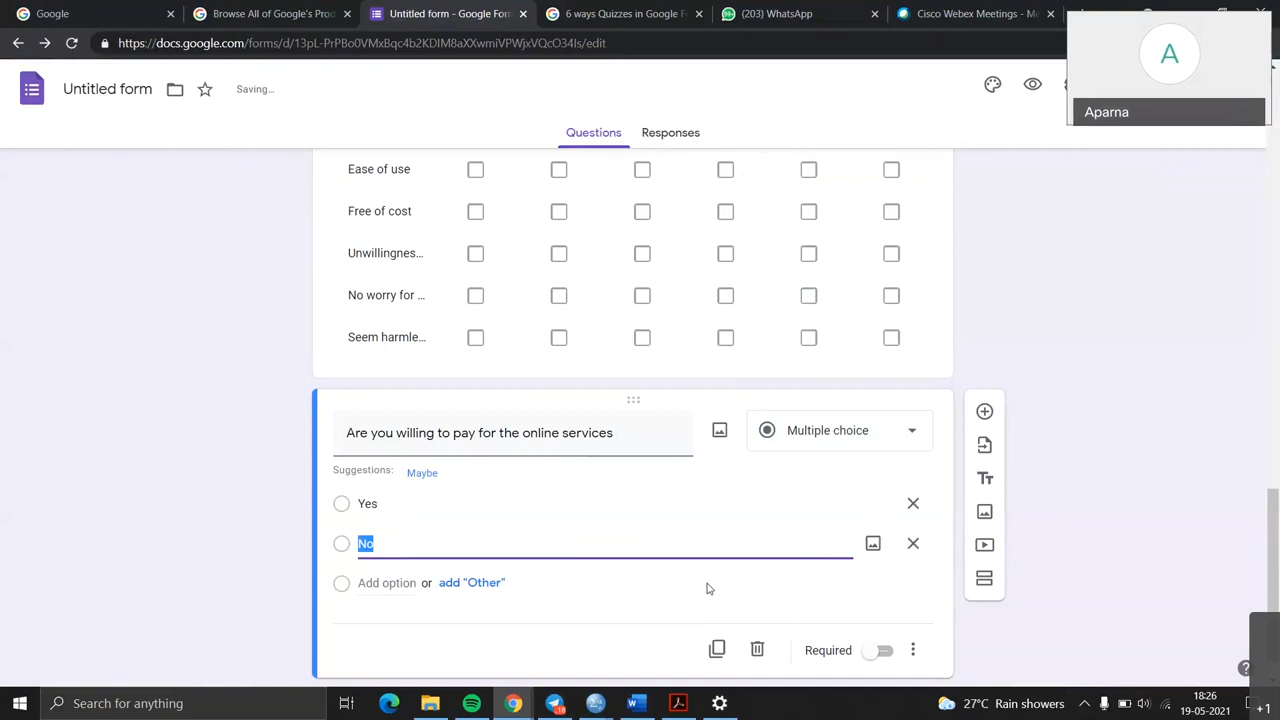 Google
Browse All of Google's Prod
Untitled form - Google Form
6 ways Quizzes in Google F
(203) WhatsApp
Cisco Webex Meetings - Me
https://docs.google.com/forms/d/13pL-PrPBo0VMxBqc4b2KDIM8aXXwmiVPWjxVQcO34Is/edit
A
Aparna
Untitled form
Saving...
Questions
Responses
Ease of use
Free of cost
Unwillingnes...
No worry for ...
Seem harmle...
Are you willing to pay for the online services
Multiple choice
Suggestions: Maybe
Yes
No
Add option or add "Other"
Required
Search for anything
27°C Rain showers
18:26
19-05-2021
+1